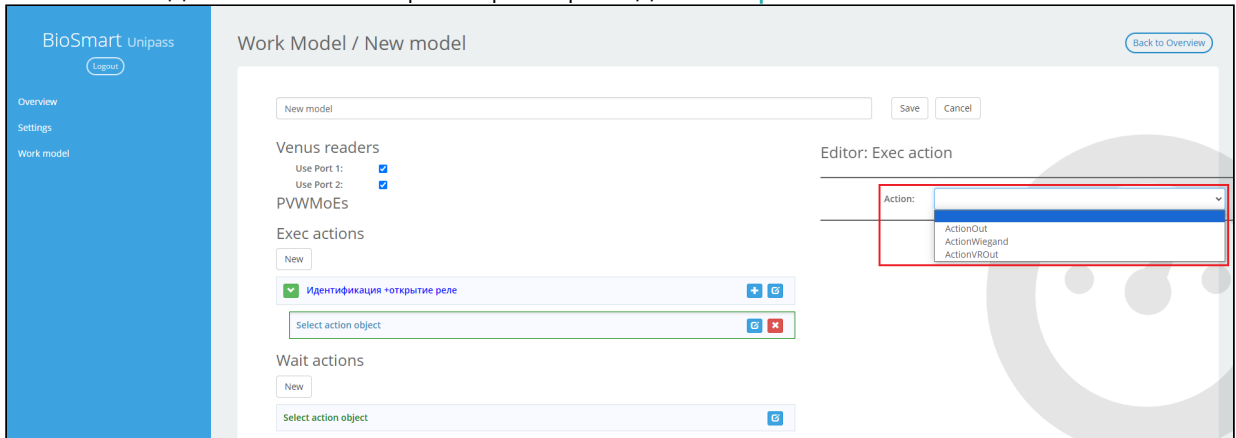 BioSmart Unipass
Logout
Overview
Settings
Work model
Work Model / New model
Back to Overview
New model
Save
Cancel
Venus readers
Use Port 1:
Use Port 2:
PVWMoEs
Exec actions
New
Идентификация +открытие реле
Select action object
Wait actions
New
Select action object
Editor: Exec action
Action:
ActionOut
ActionWiegand
ActionVROut